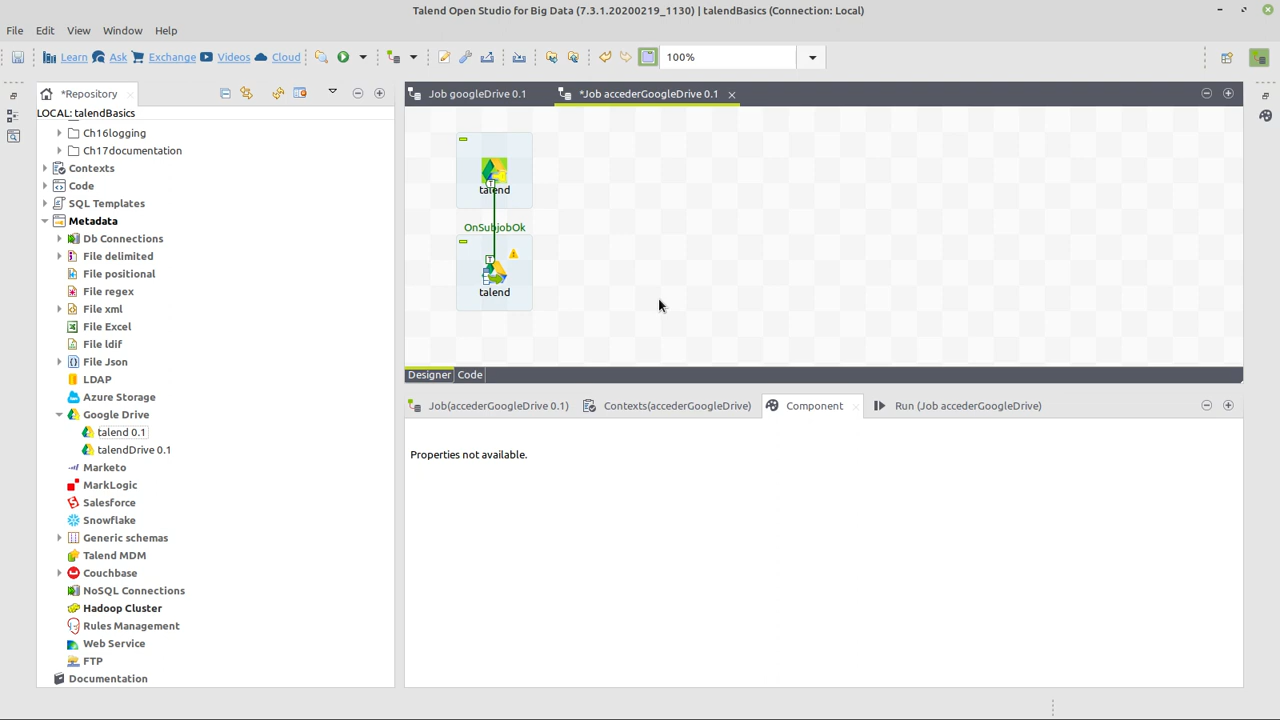 Talend Open Studio for Big Data (7.3.1.20200219_1130) | talendBasics (Connection: Local)
File Edit View Window Help
Learn Ask Exchange Videos Cloud 100%
*Repository
LOCAL: talendBasics
Ch16logging
Ch17documentation
Contexts
Code
SQL Templates
Metadata
Db Connections
File delimited
File positional
File regex
File xml
File Excel
File ldif
File Json
LDAP
Azure Storage
Google Drive
talend 0.1
talendDrive 0.1
Marketo
MarkLogic
Salesforce
Snowflake
Generic schemas
Talend MDM
Couchbase
NoSQL Connections
Hadoop Cluster
Rules Management
Web Service
FTP
Documentation
Job googleDrive 0.1 *Job accederGoogleDrive 0.1
talend
OnSubjobOk
talend
Designer Code
Job(accederGoogleDrive 0.1) Contexts(accederGoogleDrive) Component Run (Job accederGoogleDrive)
Properties not available.